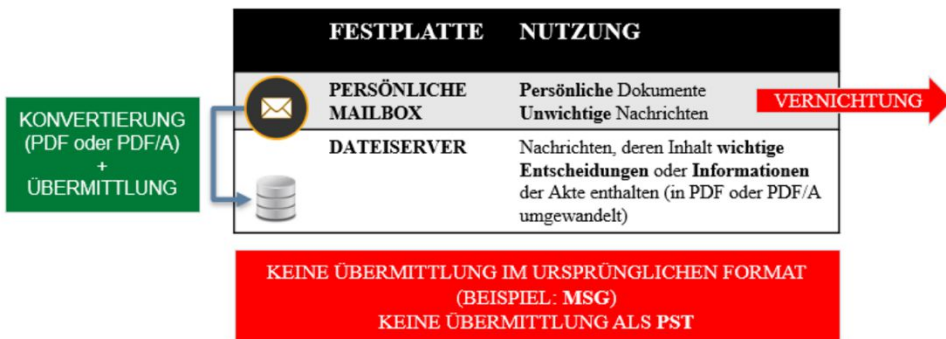 FESTPLATTE NUTZUNG
PERSÖNLICHE MAILBOX
Persönliche Dokumente
Unwichtige Nachrichten
VERNICHTUNG
KONVERTIERUNG
(PDF oder PDF/A)
+
ÜBERMITTLUNG
DATEISERVER
Nachrichten, deren Inhalt wichtige
Entscheidungen oder Informationen
der Akte enthalten (in PDF oder PDF/A
umgewandelt)
KEINE ÜBERMITTLUNG IM URSPRÜNGLICHEN FORMAT
(BEISPIEL: MSG)
KEINE ÜBERMITTLUNG ALS PST